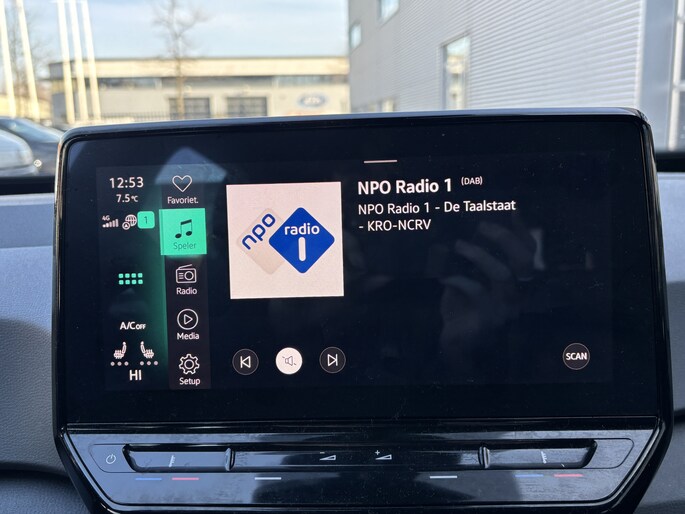 12:53
7.5°C
4G
1
A/C OFF
HI
Favoriet.
Speler
Radio
Media
Setup
npo
radio
1
NPO Radio 1 (DAB)
NPO Radio 1 - De Taalstaat
- KRO-NCRV
SCAN